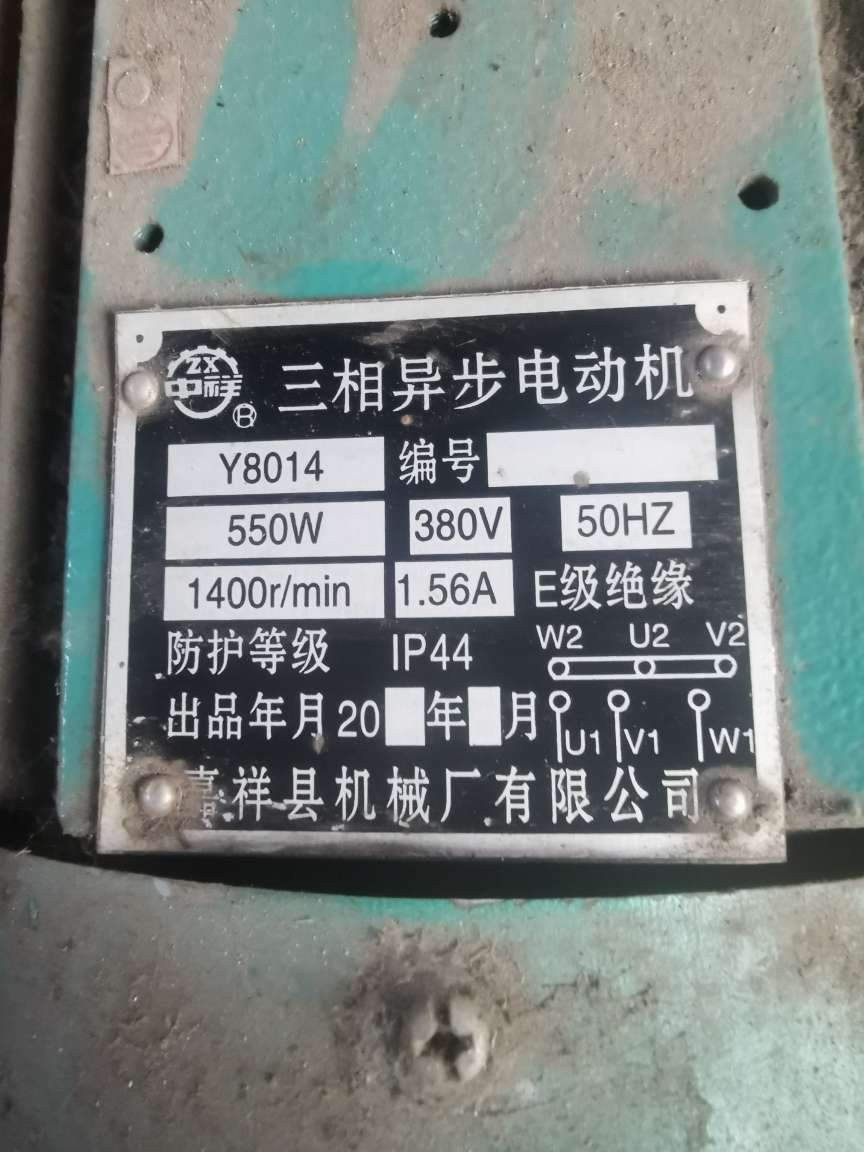 ZX
中祥 ® 三相异步电动机
Y8014 编号
550W 380V 50HZ
1400r/min 1.56A E级绝缘
防护等级 IP44 W2 U2 V2
出品年月20 年 月 U1 V1 W1
嘉祥县机械厂有限公司